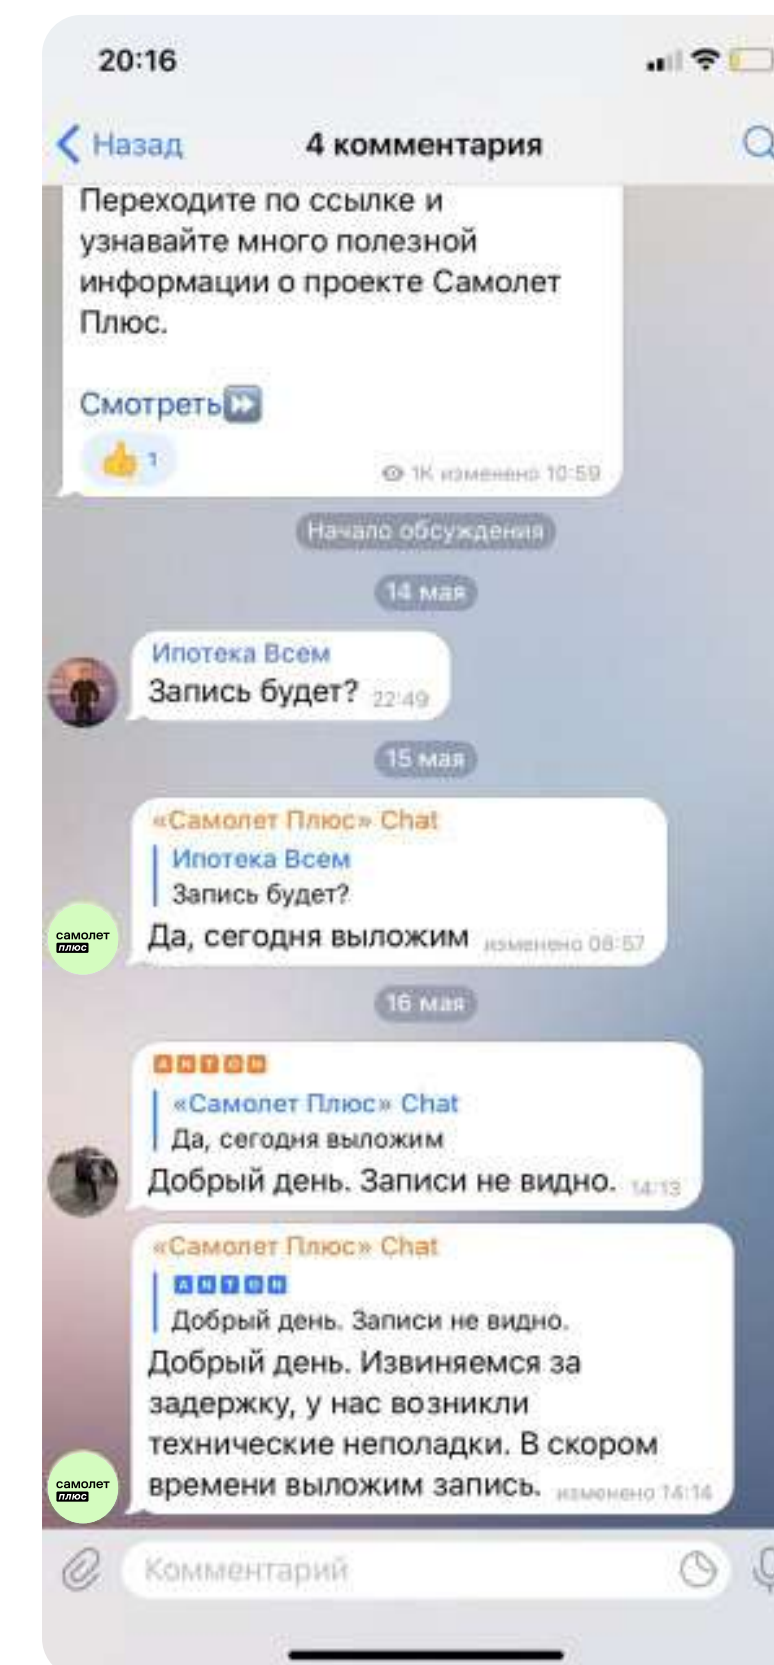 20:16
Назад
4 комментария
Переходите по ссылке и
узнавайте много полезной
информации о проекте Самолет
Плюс.
Смотреть
1
1K изменено 10:59
Начало обсуждения
14 мая
Ипотека Всем
Запись будет? 22:49
15 мая
«Самолет Плюс» Chat
Ипотека Всем
Запись будет?
самолет
плюс
Да, сегодня выложим изменено 08:57
16 мая
ANTON
«Самолет Плюс» Chat
Да, сегодня выложим
Добрый день. Записи не видно. 14:13
«Самолет Плюс» Chat
ANTON
Добрый день. Записи не видно.
Добрый день. Извиняемся за
задержку, у нас возникли
технические неполадки. В скором
времени выложим запись. изменено 14:14
самолет
плюс
Комментарий